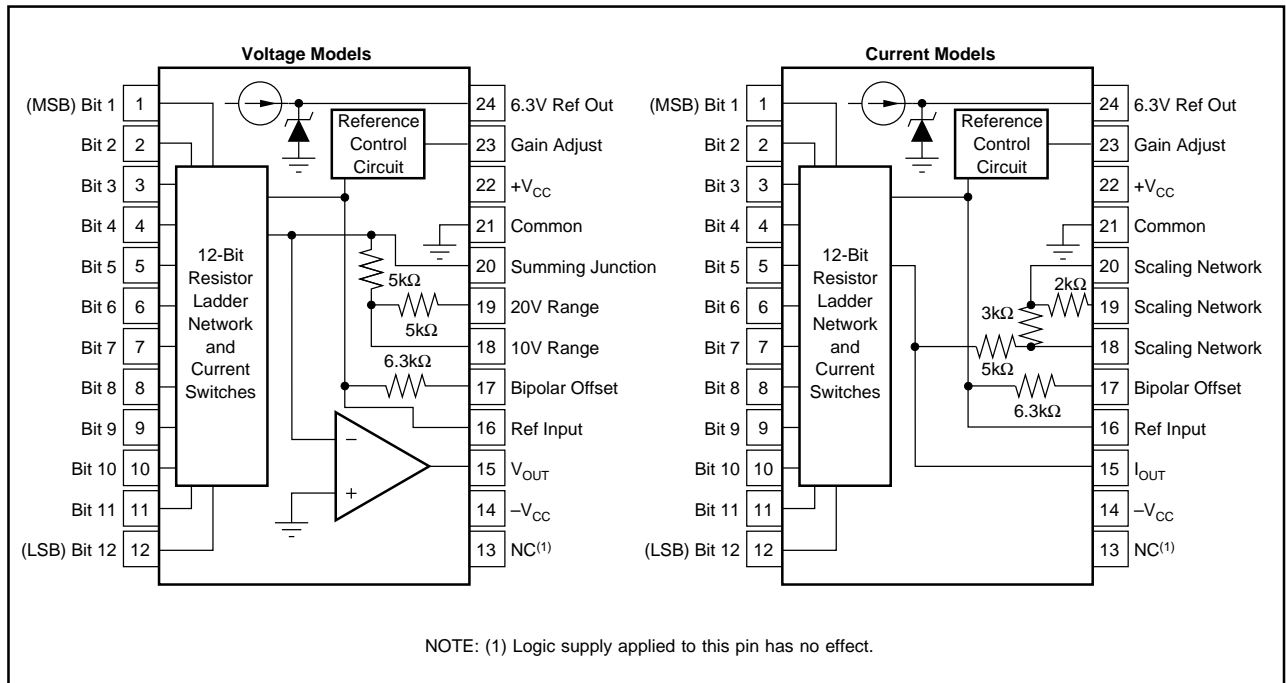 Voltage Models
(MSB) Bit 1
1
Bit 2
2
Bit 3
3
Bit 4
4
Bit 5
5
Bit 6
6
Bit 7
7
Bit 8
8
Bit 9
9
Bit 10
10
Bit 11
11
(LSB) Bit 12
12
12-Bit
Resistor
Ladder
Network
and
Current
Switches
Reference
Control
Circuit
5kΩ
5kΩ
6.3kΩ
–
+
24
6.3V Ref Out
23
Gain Adjust
22
+VCC
21
Common
20
Summing Junction
19
20V Range
18
10V Range
17
Bipolar Offset
16
Ref Input
15
VOUT
14
–VCC
13
NC(1)
Current Models
(MSB) Bit 1
1
Bit 2
2
Bit 3
3
Bit 4
4
Bit 5
5
Bit 6
6
Bit 7
7
Bit 8
8
Bit 9
9
Bit 10
10
Bit 11
11
(LSB) Bit 12
12
12-Bit
Resistor
Ladder
Network
and
Current
Switches
Reference
Control
Circuit
2kΩ
3kΩ
5kΩ
6.3kΩ
24
6.3V Ref Out
23
Gain Adjust
22
+VCC
21
Common
20
Scaling Network
19
Scaling Network
18
Scaling Network
17
Bipolar Offset
16
Ref Input
15
IOUT
14
–VCC
13
NC(1)
NOTE: (1) Logic supply applied to this pin has no effect.